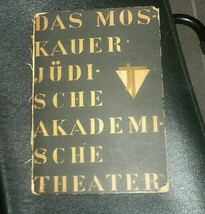 DAS MOS-
KAUER
JÜDI-
SCHE
AKADEMI-
SCHE
THEATER